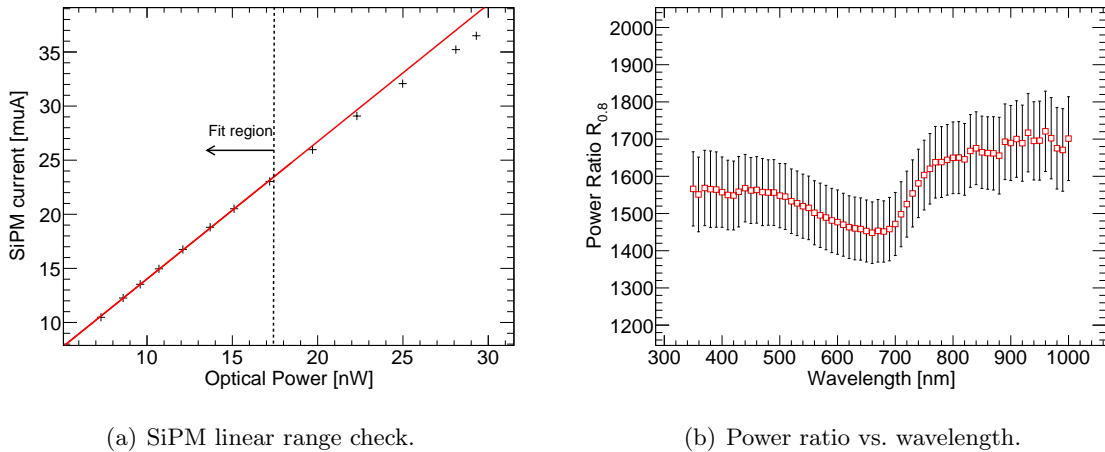 SiPM current [muA]
35
30
25
20
15
10
Fit region
10 15 20 25 30
Optical Power [nW]
(a) SiPM linear range check.
Power Ratio R_{0.8}
2000
1900
1800
1700
1600
1500
1400
1300
1200
300 400 500 600 700 800 900 1000
Wavelength [nm]
(b) Power ratio vs. wavelength.